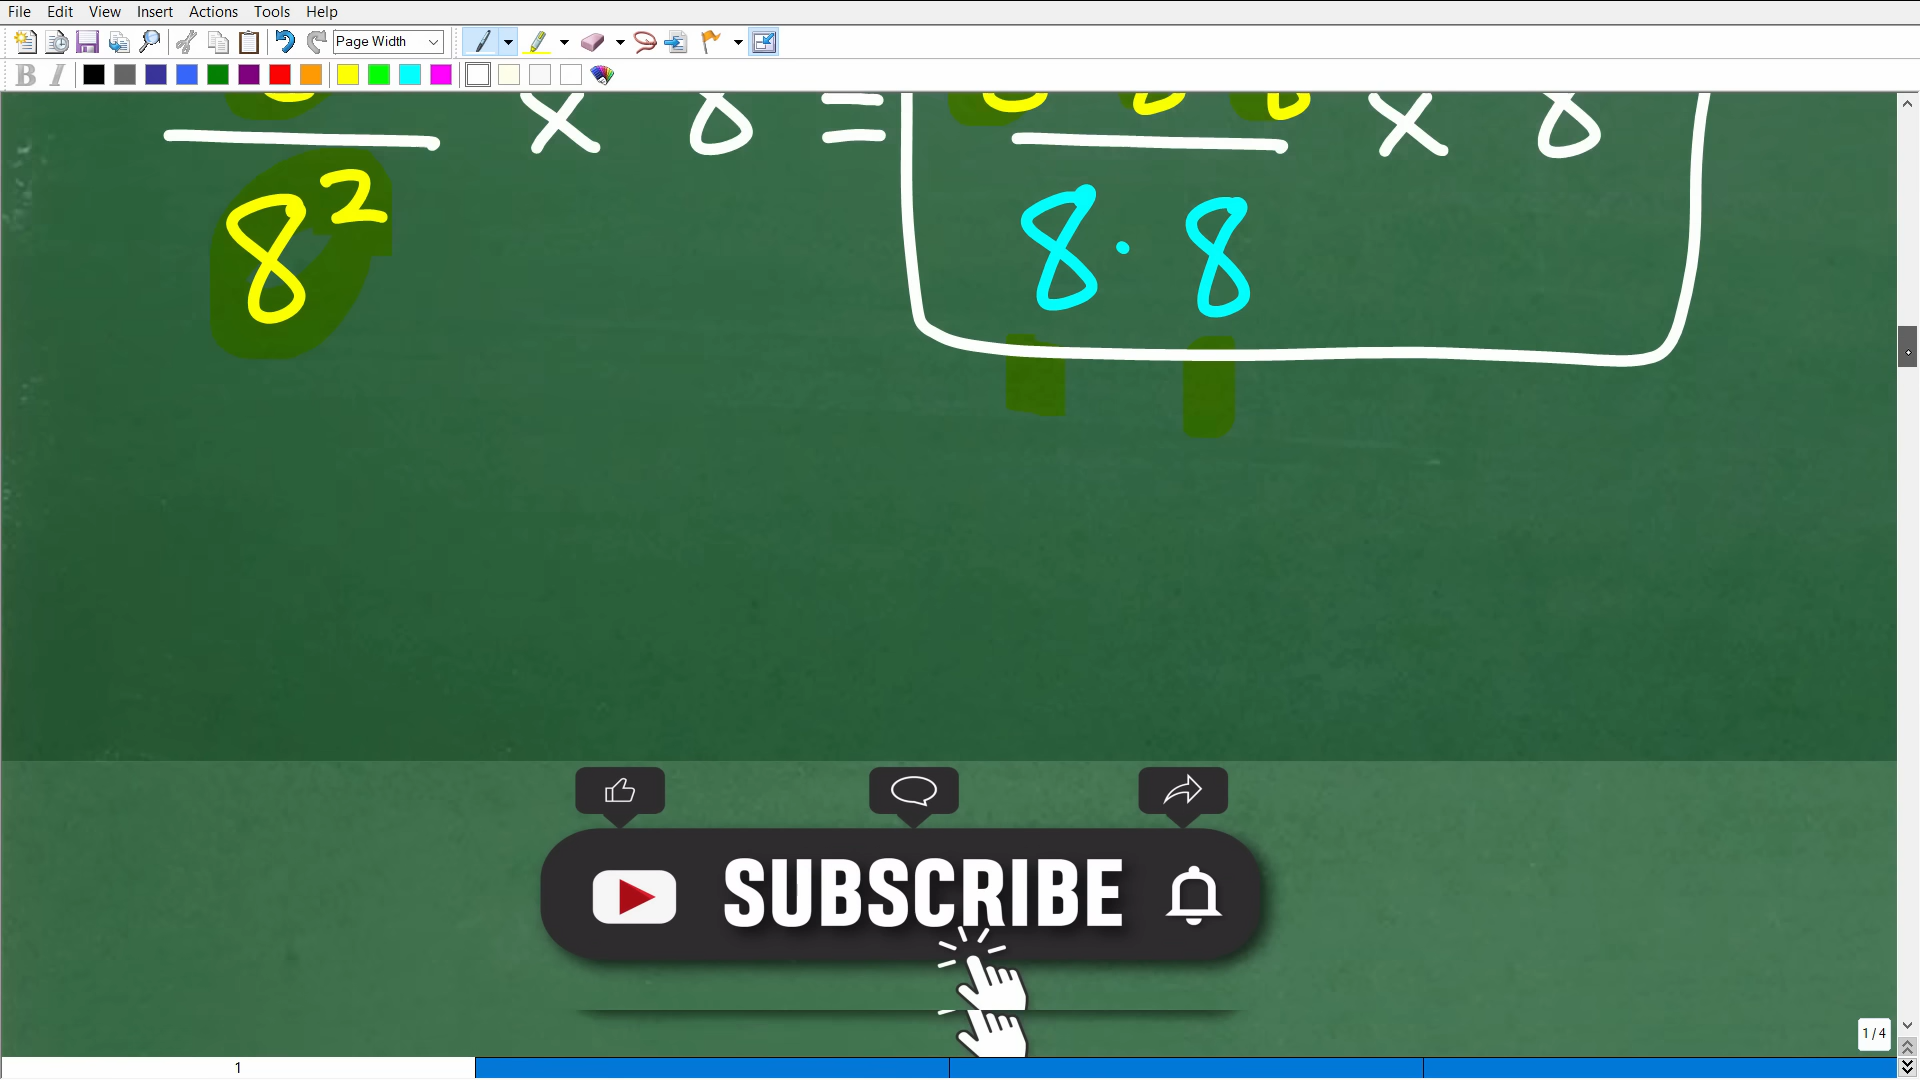 File Edit View Insert Actions Tools Help
Page Width
B I
× 8 = × 8
8² 8 · 8
SUBSCRIBE
1 / 4
1